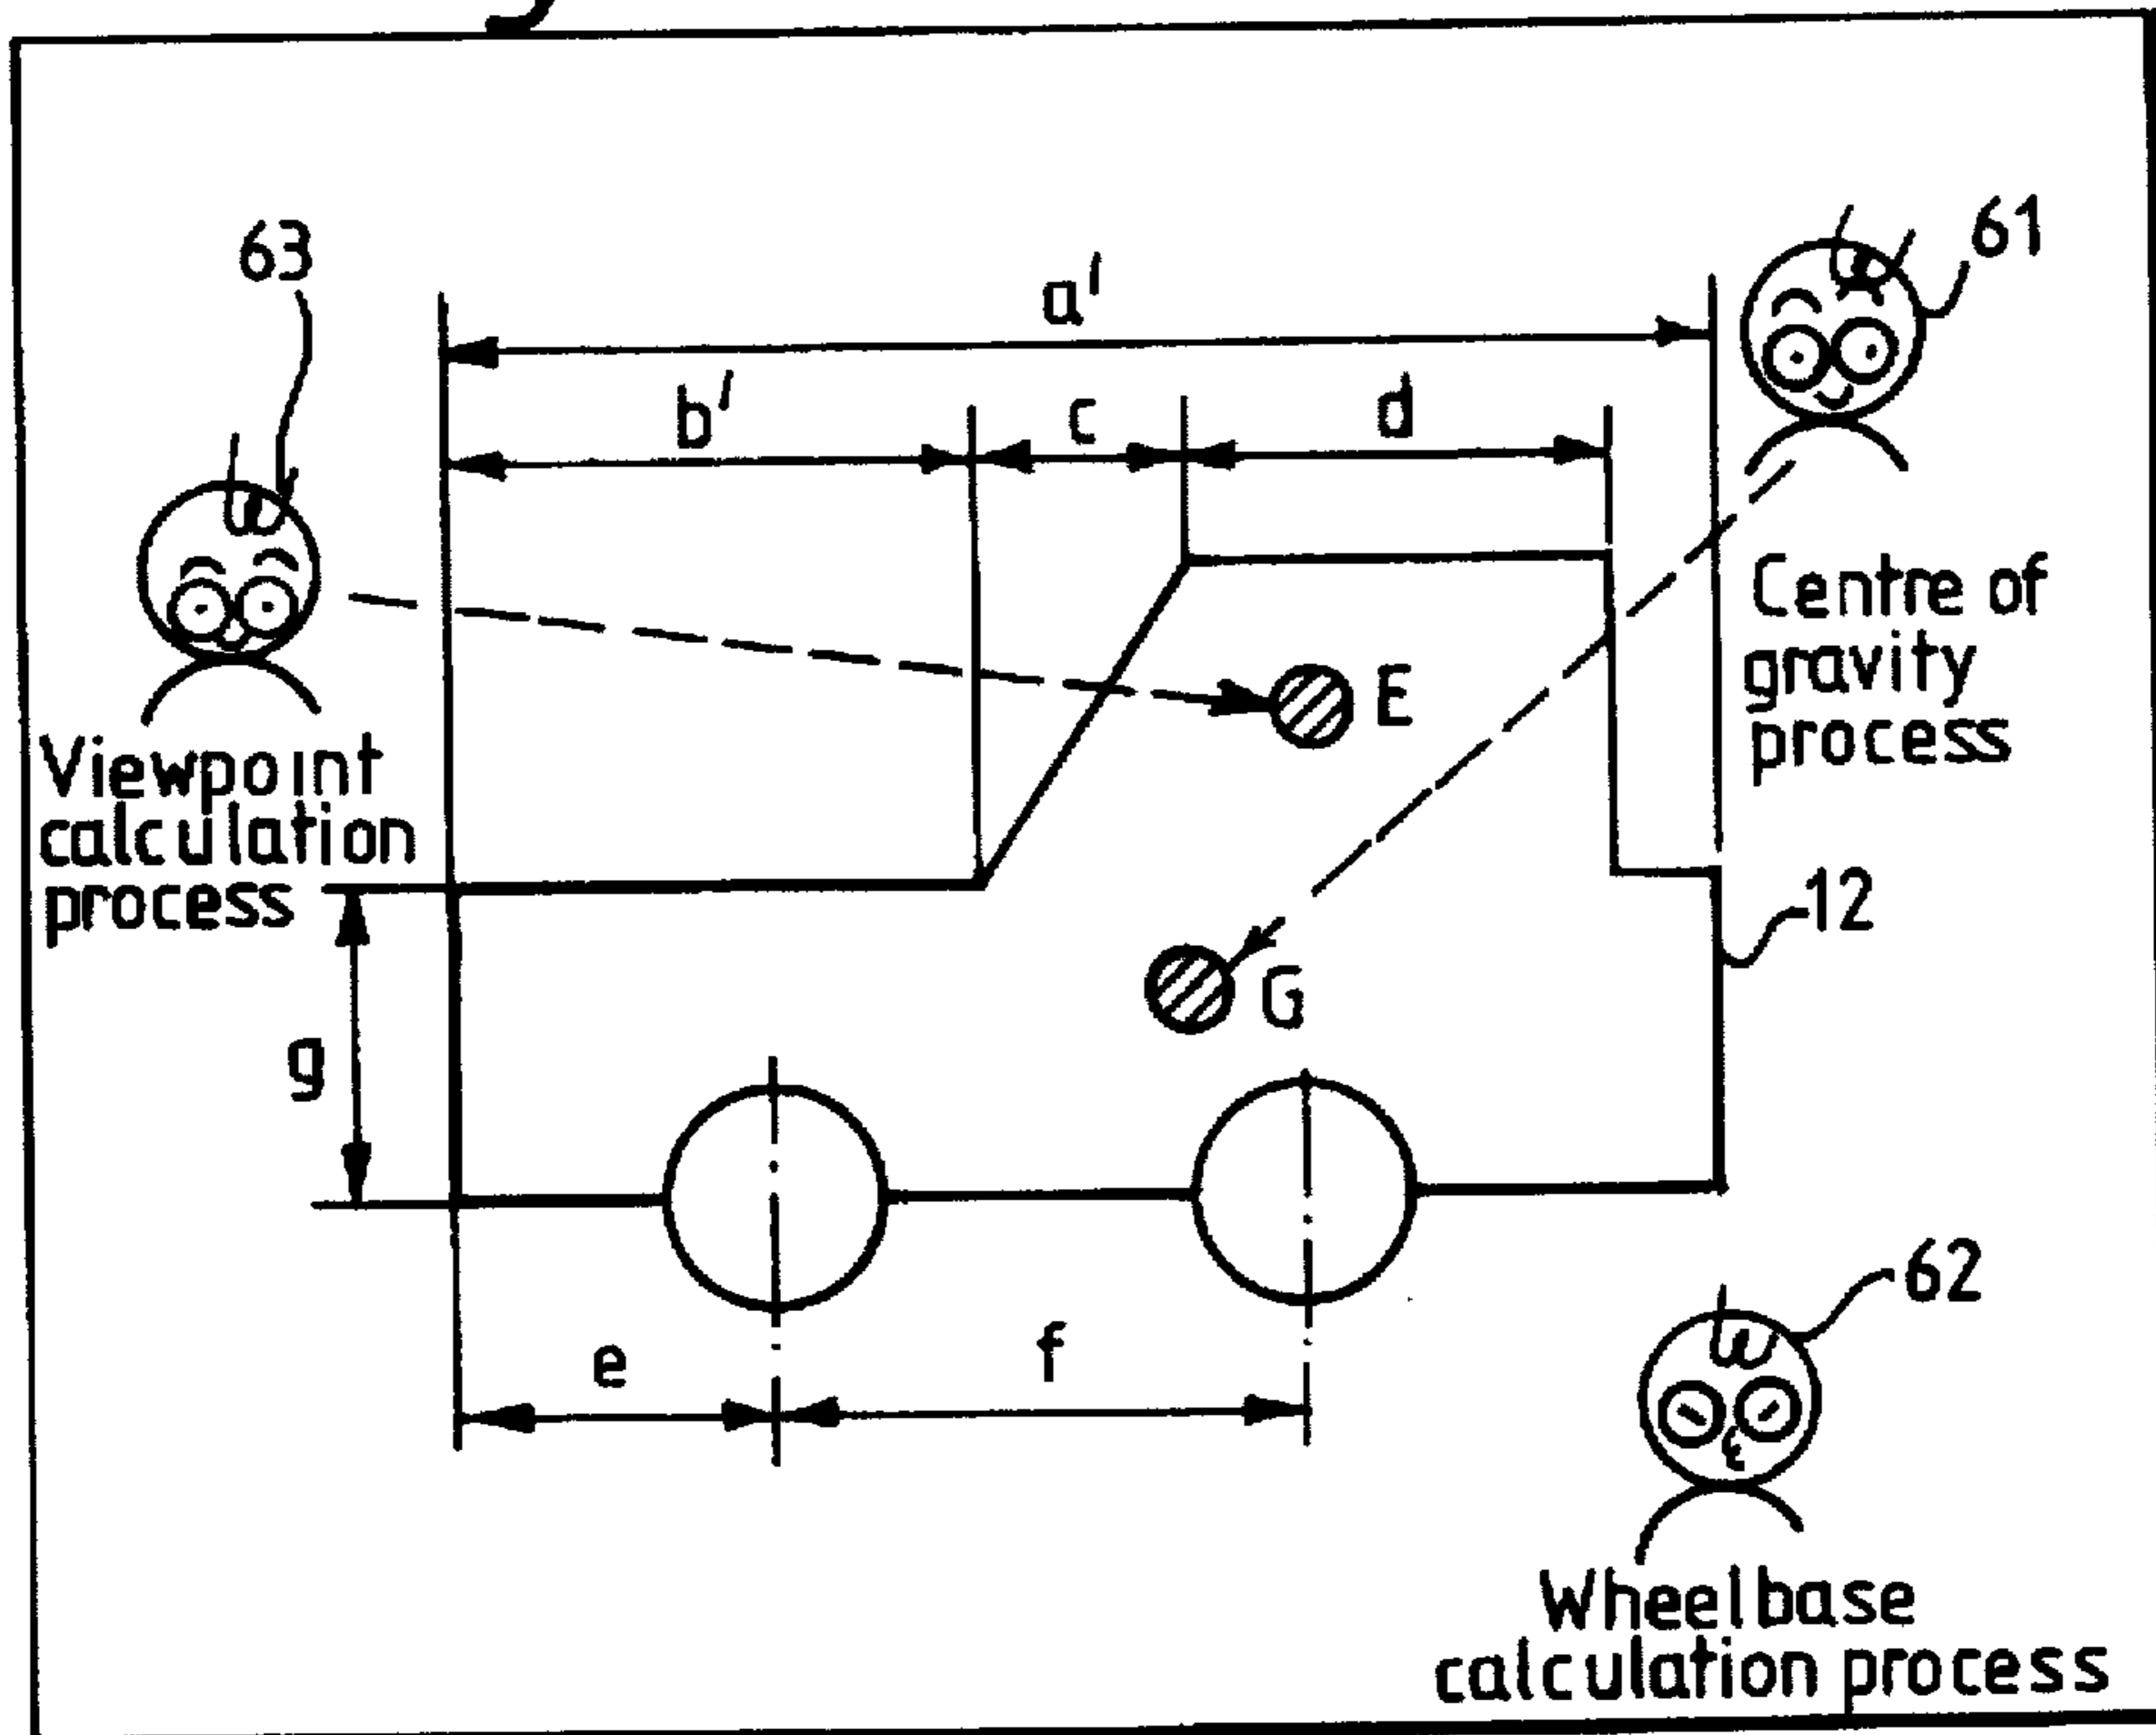 63
61
a'
b'
c
d
Viewpoint
calculation
process
E
Centre of
gravity
process
12
G
g
62
e
f
Wheelbase
calculation process